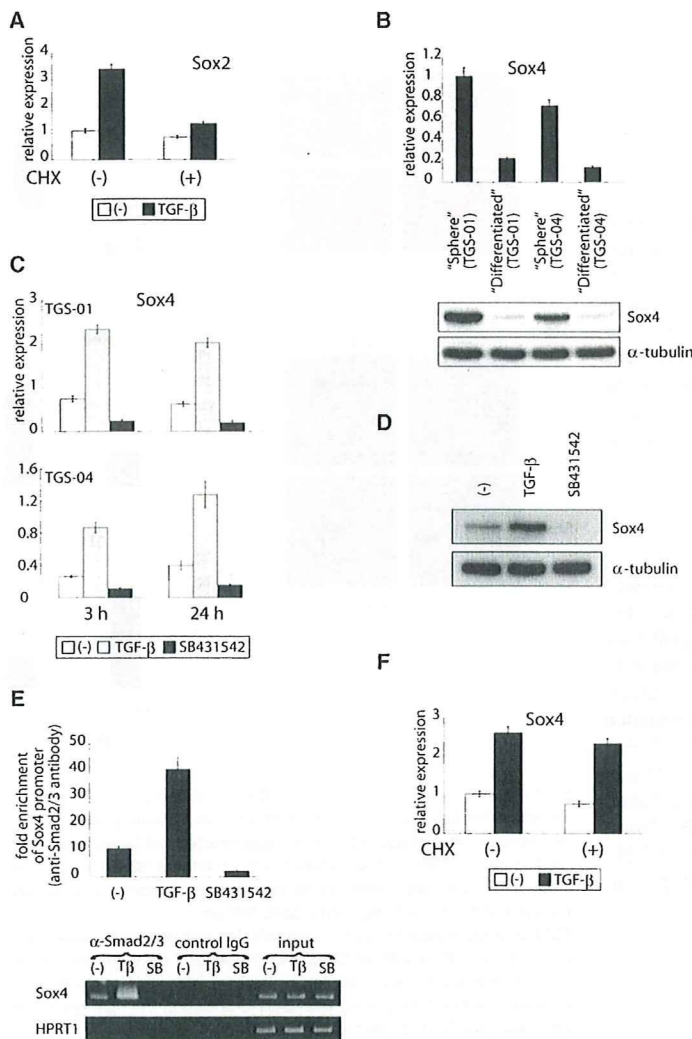 A
Sox2
relative expression
4
3
2
1
0
CHX
(-)
(+)
(-) TGF-β
B
Sox4
relative expression
1.2
1
0.8
0.6
0.4
0.2
"Sphere" (TGS-01)
"Differentiated" (TGS-01)
"Sphere" (TGS-04)
"Differentiated" (TGS-04)
Sox4
α-tubulin
C
Sox4
TGS-01
relative expression
3
2
1
0
TGS-04
1.6
1.2
0.8
0.4
0
3 h
24 h
(-) TGF-β SB431542
D
(-)
TGF-β
SB431542
Sox4
α-tubulin
E
fold enrichment
of Sox4 promoter
(anti-Smad2/3 antibody)
50
40
30
20
10
0
(-)
TGF-β
SB431542
α-Smad2/3 control IgG input
(-) Tβ SB (-) Tβ SB (-) Tβ SB
Sox4
HPRT1
F
Sox4
relative expression
3
2
1
0
CHX
(-)
(+)
(-) TGF-β